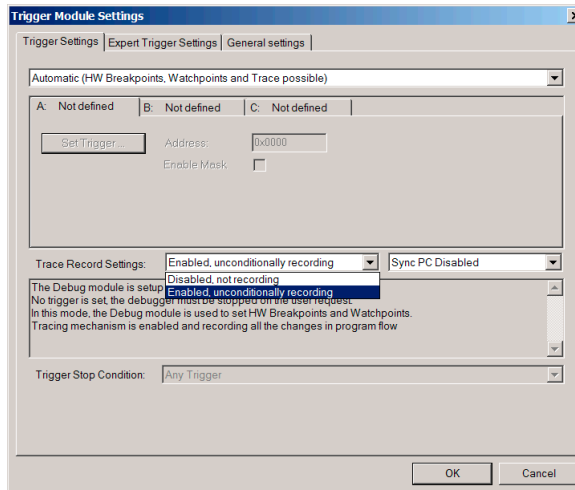 Trigger Module Settings
Trigger Settings Expert Trigger Settings General settings
Automatic (HW Breakpoints, Watchpoints and Trace possible)
A: Not defined B: Not defined C: Not defined
Set Trigger ... Address: 0x0000
Enable Mask
Trace Record Settings: Enabled, unconditionally recording Sync PC Disabled
Disabled, not recording
Enabled, unconditionally recording
The Debug module is setup
No trigger is set, the debugger must be stopped on the user request.
In this mode, the Debug module is used to set HW Breakpoints and Watchpoints.
Tracing mechanism is enabled and recording all the changes in program flow
Trigger Stop Condition: Any Trigger
OK Cancel